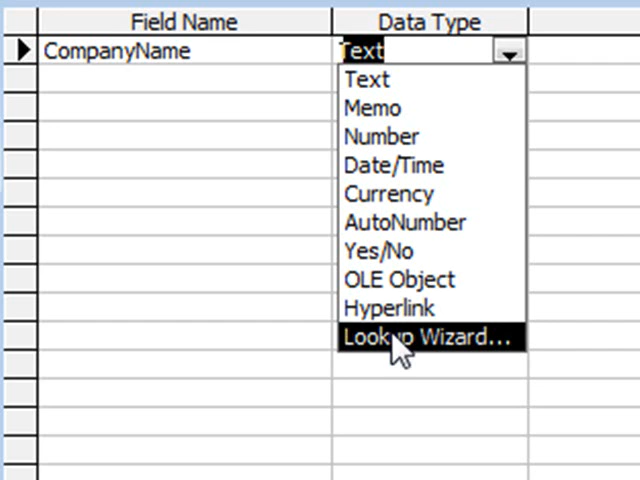 Field Name Data Type
CompanyName Text
Text
Memo
Number
Date/Time
Currency
AutoNumber
Yes/No
OLE Object
Hyperlink
Lookup Wizard...